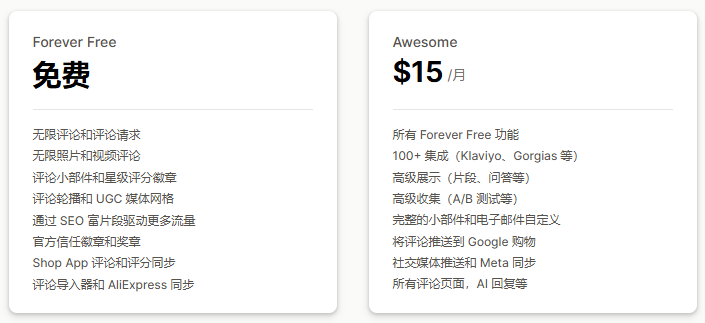 Forever Free
免费
无限评论和评论请求
无限照片和视频评论
评论小部件和星级评分徽章
评论轮播和 UGC 媒体网格
通过 SEO 富片段驱动更多流量
官方信任徽章和奖章
Shop App 评论和评分同步
评论导入器和 AliExpress 同步
Awesome
$15 /月
所有 Forever Free 功能
100+ 集成（Klaviyo、Gorgias 等）
高级展示（片段、问答等）
高级收集（A/B 测试等）
完整的小部件和电子邮件自定义
将评论推送到 Google 购物
社交媒体推送和 Meta 同步
所有评论页面，AI 回复等